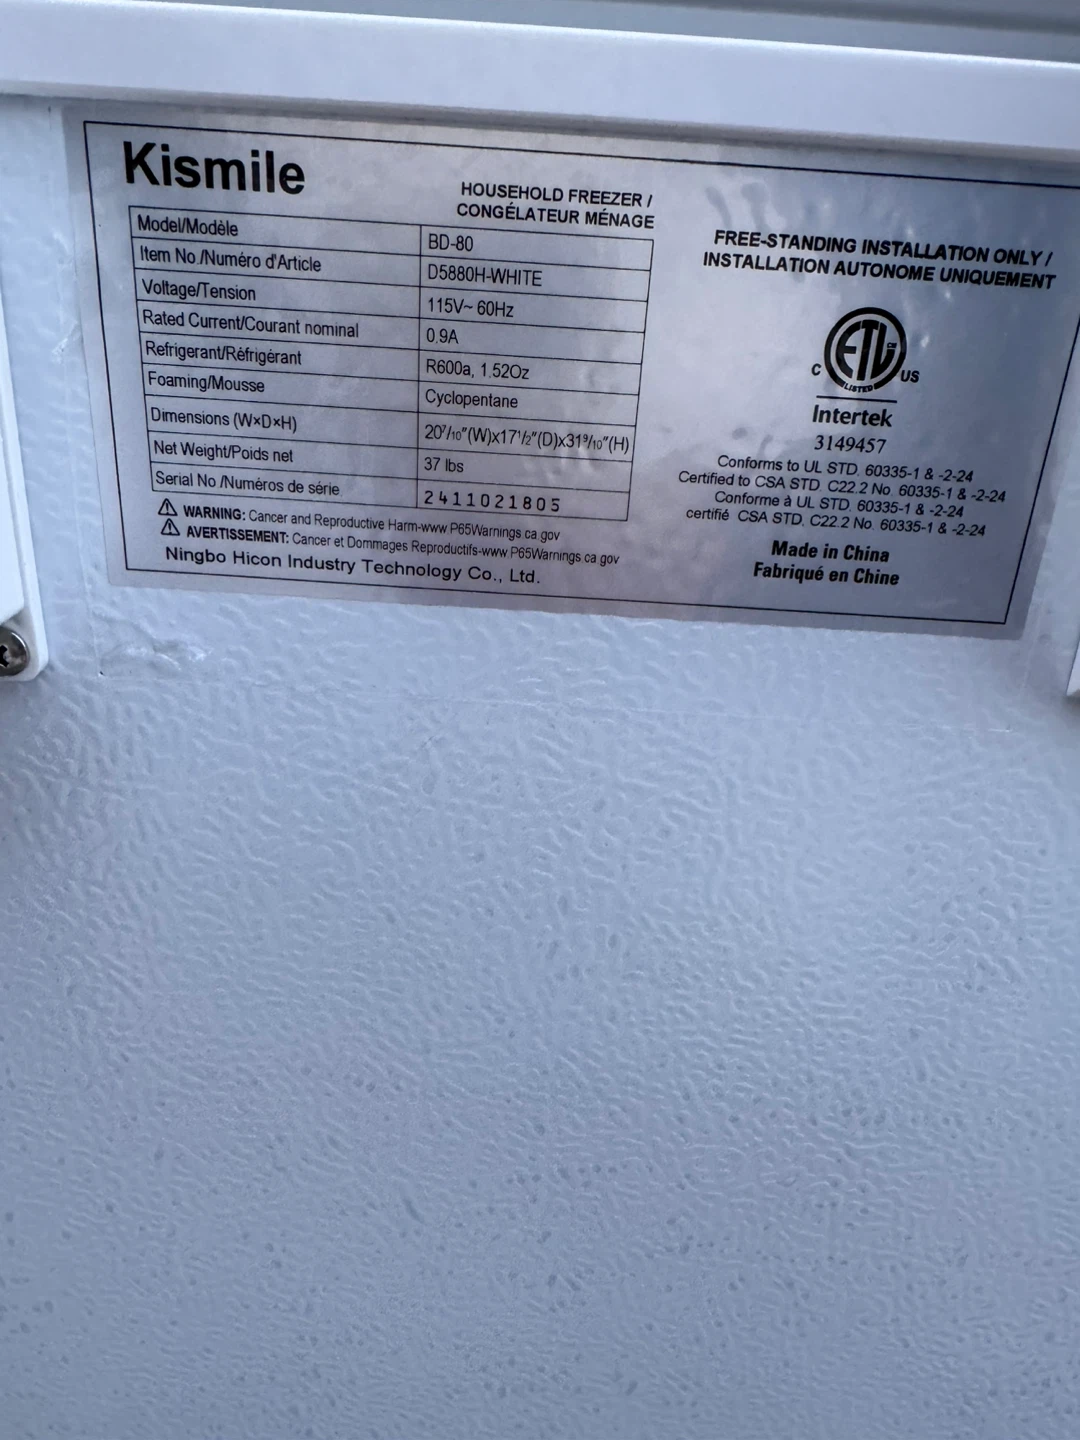 Kismile
HOUSEHOLD FREEZER /
CONGÉLATEUR MÉNAGE
Model/Modèle BD-80
Item No./Numéro d'Article D5880H-WHITE
Voltage/Tension 115V~ 60Hz
Rated Current/Courant nominal 0.9A
Refrigerant/Réfrigérant R600a, 1.52Oz
Foaming/Mousse Cyclopentane
Dimensions (W×D×H) 20⁷/₁₀"(W)x17¹/₂"(D)x31⁹/₁₀"(H)
Net Weight/Poids net 37 lbs
Serial No./Numéros de série 2411021805
⚠ WARNING: Cancer and Reproductive Harm-www.P65Warnings.ca.gov
⚠ AVERTISSEMENT: Cancer et Dommages Reproductifs-www.P65Warnings.ca.gov
Ningbo Hicon Industry Technology Co., Ltd.
FREE-STANDING INSTALLATION ONLY /
INSTALLATION AUTONOME UNIQUEMENT
ETL CM
LISTED
C US
Intertek
3149457
Conforms to UL STD. 60335-1 & -2-24
Certified to CSA STD. C22.2 No. 60335-1 & -2-24
Conforme à UL STD. 60335-1 & -2-24
certifié CSA STD. C22.2 No. 60335-1 & -2-24
Made in China
Fabriqué en Chine